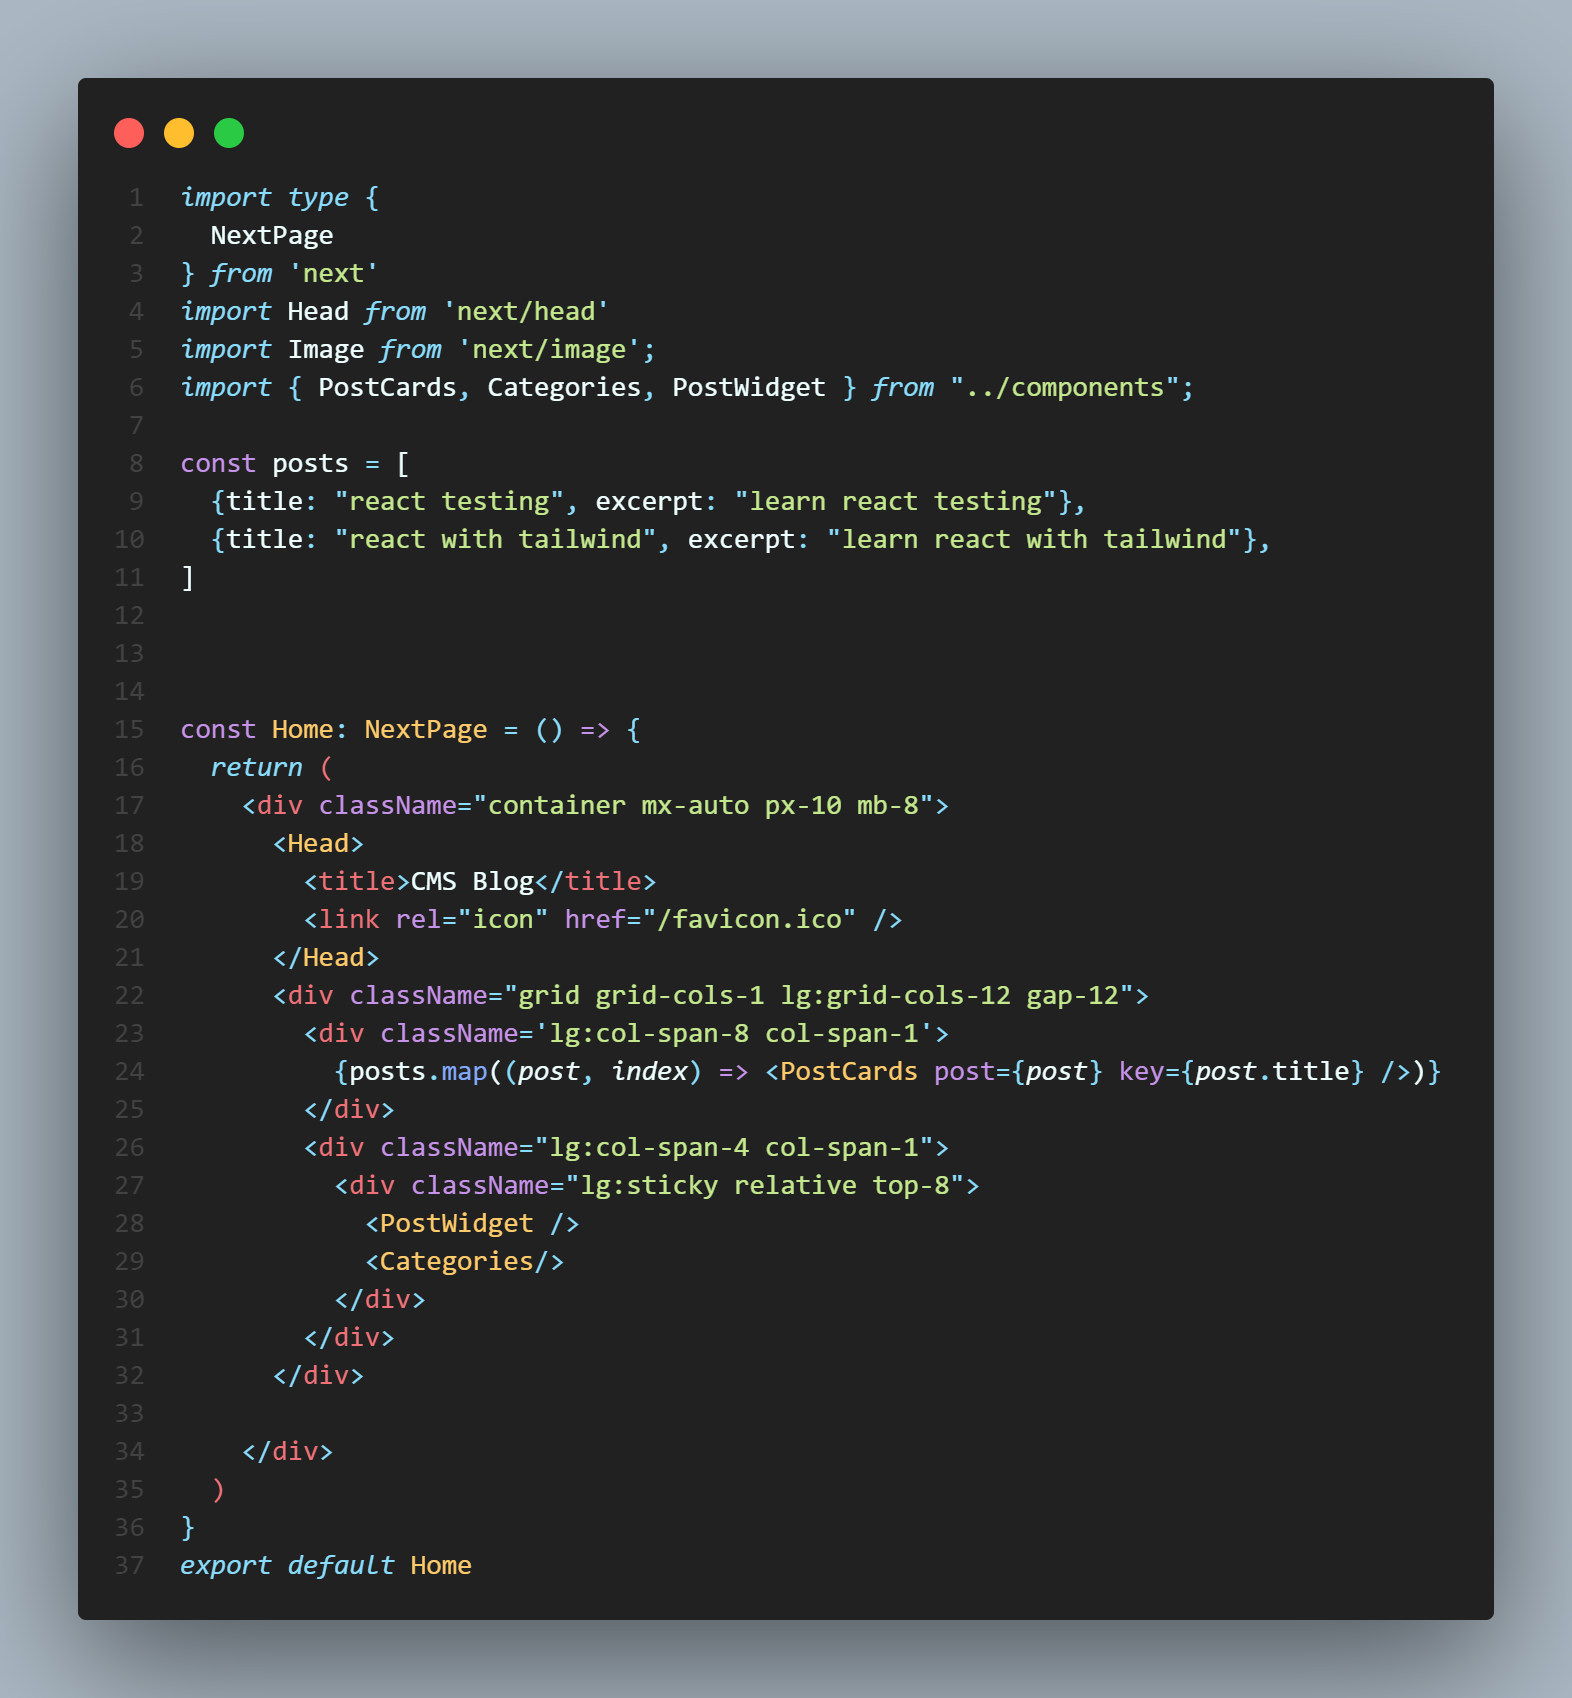 1 import type {
2   NextPage
3 } from 'next'
4 import Head from 'next/head'
5 import Image from 'next/image';
6 import { PostCards, Categories, PostWidget } from "../components";
7
8 const posts = [
9   {title: "react testing", excerpt: "learn react testing"},
10   {title: "react with tailwind", excerpt: "learn react with tailwind"},
11 ]
12
13
14
15 const Home: NextPage = () => {
16   return (
17     <div className="container mx-auto px-10 mb-8">
18       <Head>
19         <title>CMS Blog</title>
20         <link rel="icon" href="/favicon.ico" />
21       </Head>
22       <div className="grid grid-cols-1 lg:grid-cols-12 gap-12">
23         <div className='lg:col-span-8 col-span-1'>
24           {posts.map((post, index) => <PostCards post={post} key={post.title} />)}
25         </div>
26         <div className="lg:col-span-4 col-span-1">
27           <div className="lg:sticky relative top-8">
28             <PostWidget />
29             <Categories/>
30           </div>
31         </div>
32       </div>
33
34     </div>
35   )
36 }
37 export default Home